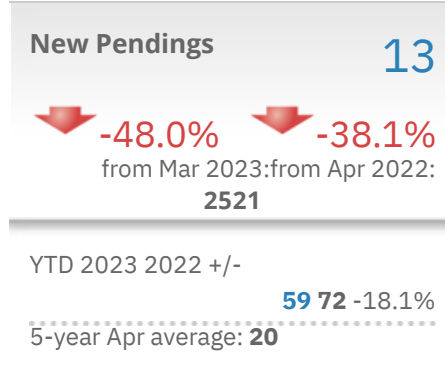 New Pendings
13
-48.0% -38.1%
from Mar 2023:from Apr 2022:
2521
YTD 2023 2022 +/-
59 72 -18.1%
5-year Apr average: 20